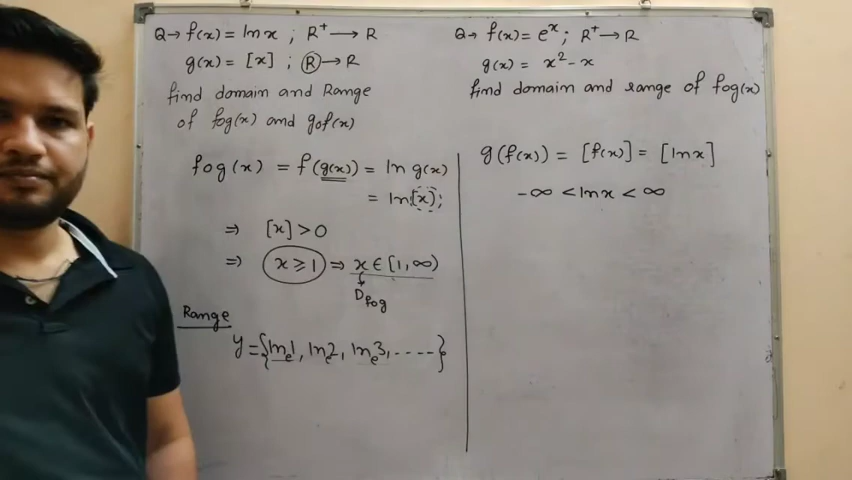 Q→ f(x) = ln x ; R⁺ → R
g(x) = [x] ; R → R
find domain and Range
of fog(x) and gof(x)
fog(x) = f(g(x)) = ln g(x)
= ln[x];
⇒ [x] > 0
⇒ x ≥ 1 ⇒ x ∈ [1, ∞)
D_fog
Range
y = {ln_e 1, ln_e 2, ln_e 3, ....}
Q→ f(x) = eˣ ; R⁺ → R
g(x) = x² - x
find domain and range of fog(x)
g(f(x)) = [f(x)] = [ln x]
-∞ < ln x < ∞